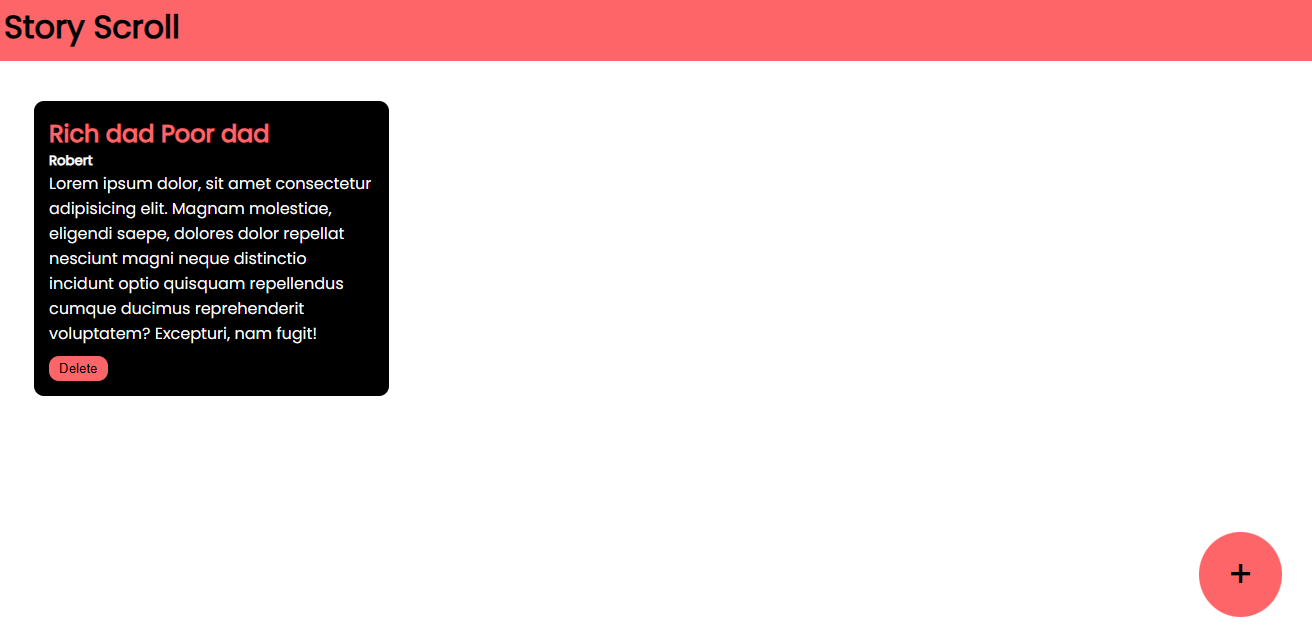 Story Scroll
Rich dad Poor dad
Robert
Lorem ipsum dolor, sit amet consectetur
adipisicing elit. Magnam molestiae,
eligendi saepe, dolores dolor repellat
nesciunt magni neque distinctio
incidunt optio quisquam repellendus
cumque ducimus reprehenderit
voluptatem? Excepturi, nam fugit!
Delete
+